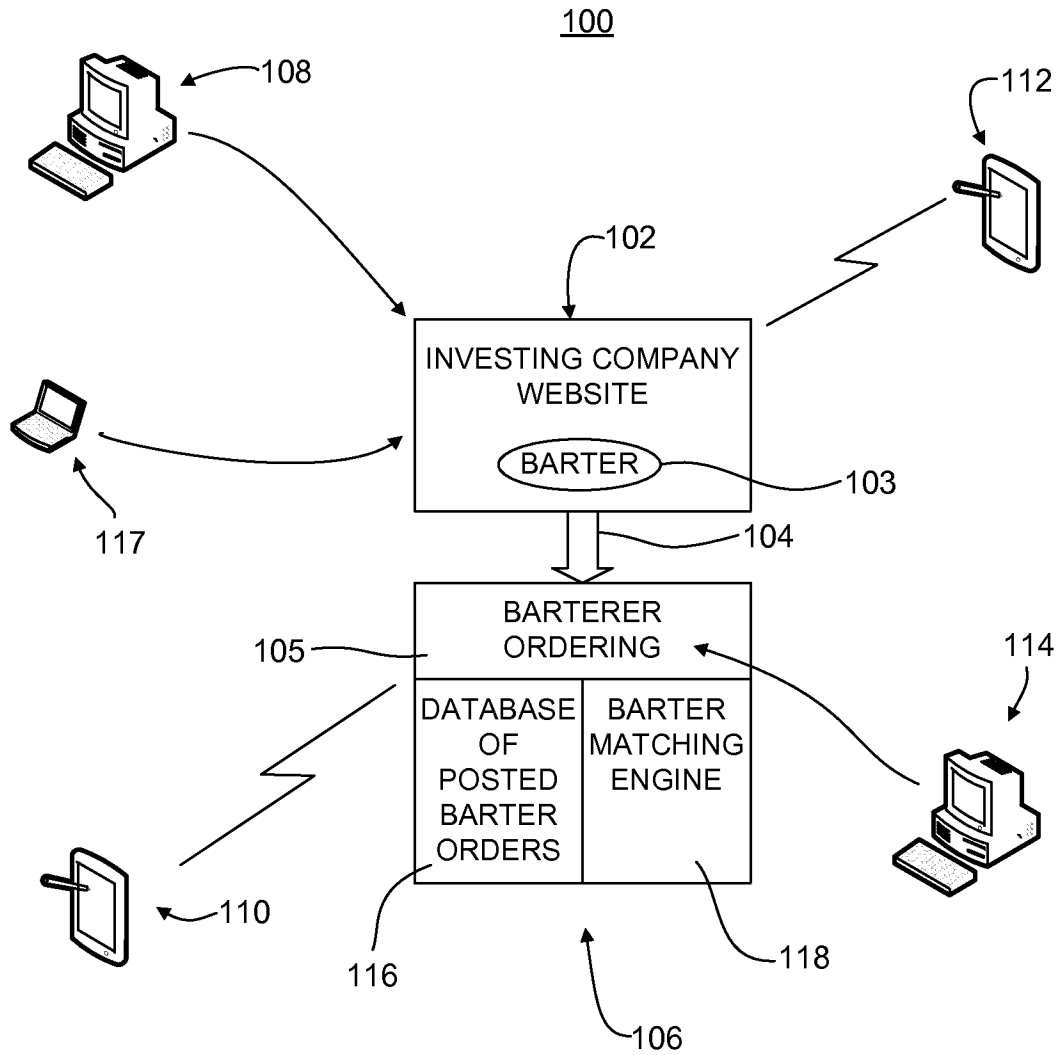 100
108
112
102
INVESTING COMPANY
WEBSITE
BARTER
103
117
104
BARTERER
ORDERING
105
114
DATABASE
OF
POSTED
BARTER
ORDERS
BARTER
MATCHING
ENGINE
110
116
118
106